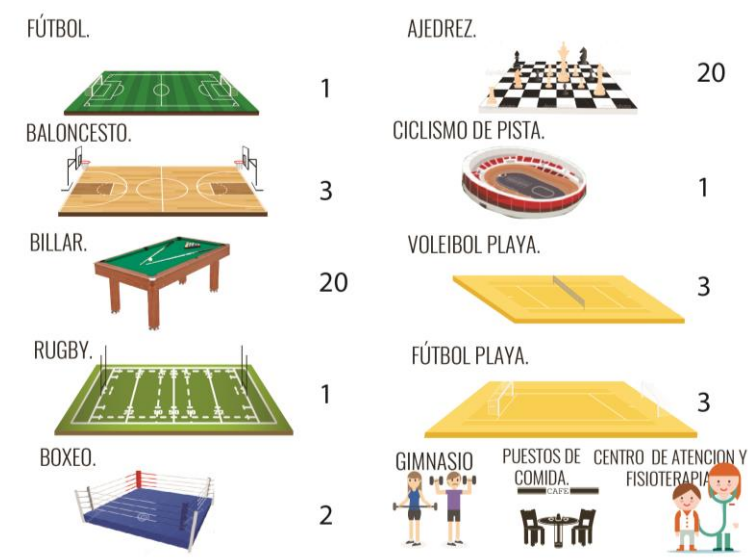 FÚTBOL.
1
BALONCESTO.
3
BILLAR.
20
RUGBY.
1
BOXEO.
2
AJEDREZ.
20
CICLISMO DE PISTA.
1
VOLEIBOL PLAYA.
3
FÚTBOL PLAYA.
3
GIMNASIO
PUESTOS DE
COMIDA.
CAFE
CENTRO DE ATENCION Y
FISIOTERAPIA